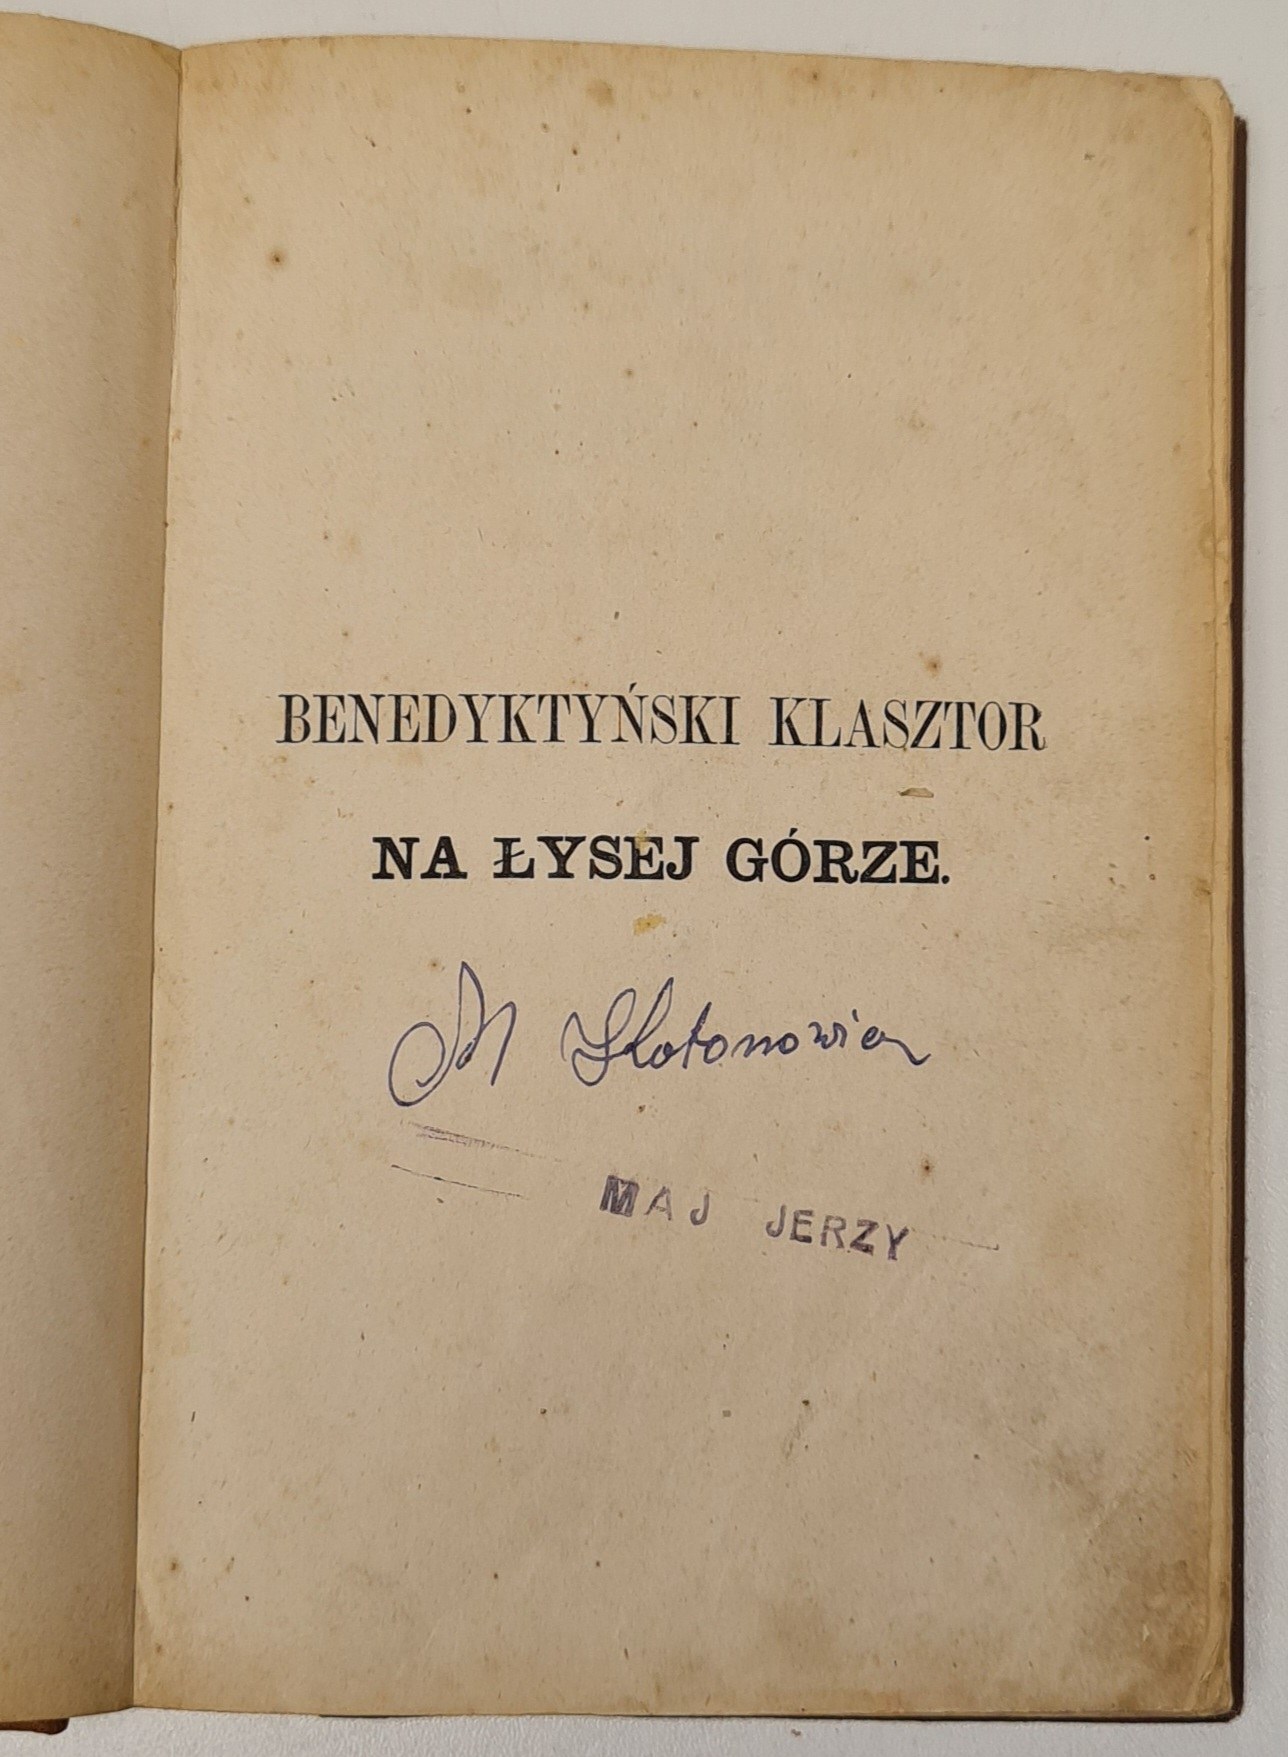 BENEDYKTYŃSKI KLASZTOR
NA ŁYSEJ GÓRZE.
M
MAJ JERZY